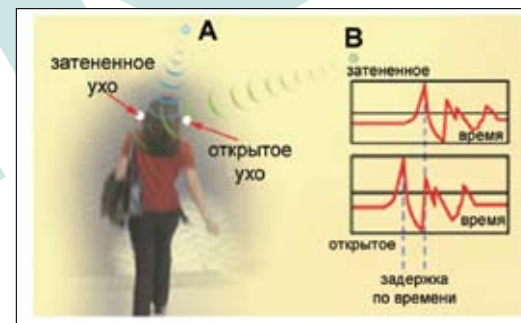 A
B
затененное
ухо
открытое
ухо
затененное
время
время
открытое
задержка
по времени